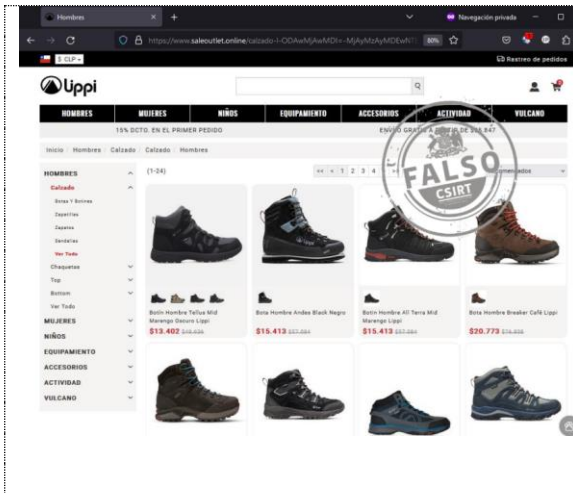 Hombres
Navegación privada
https://www.saleoutlet.online/calzado-
80%
$ CLP
Rastreo de pedidos
Lippi
HOMBRES MUJERES NIÑOS EQUIPAMIENTO ACCESORIOS ACTIVIDAD VULCANO
15% DCTO. EN EL PRIMER PEDIDO
FALSO
CSIRT
Inicio Hombres Calzado Calzado Hombres
HOMBRES
Calzado
Botas Y Botines
Zapatillas
Zapatos
Sandalias
Ver Todo
Chaquetas
Top
Bottom
Ver Todo
MUJERES
NIÑOS
EQUIPAMIENTO
ACCESORIOS
ACTIVIDAD
VULCANO
(1-24)
<< < 1 2 3 4
Botín Hombre Tellus Mid
Marengo Oscuro Lippi
$13.402
Bota Hombre Andes Black Negro
$15.413
Botín Hombre All Terra Mid
Marengo Lippi
$15.413
Bota Hombre Breaker Café Lippi
$20.773